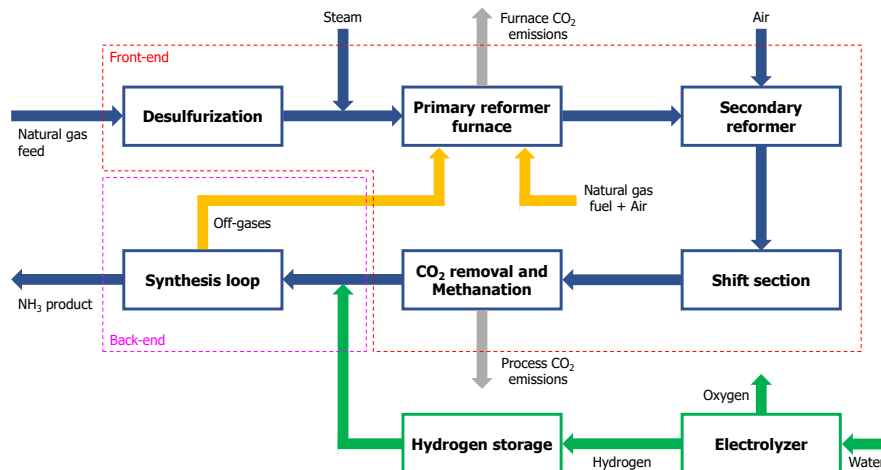 Steam
Furnace CO₂
emissions
Air
Front-end
Desulfurization
Primary reformer
furnace
Secondary
reformer
Natural gas
feed
Natural gas
fuel + Air
Off-gases
Synthesis loop
CO₂ removal and
Methanation
Shift section
NH₃ product
Back-end
Process CO₂
emissions
Oxygen
Hydrogen storage
Electrolyzer
Hydrogen
Water